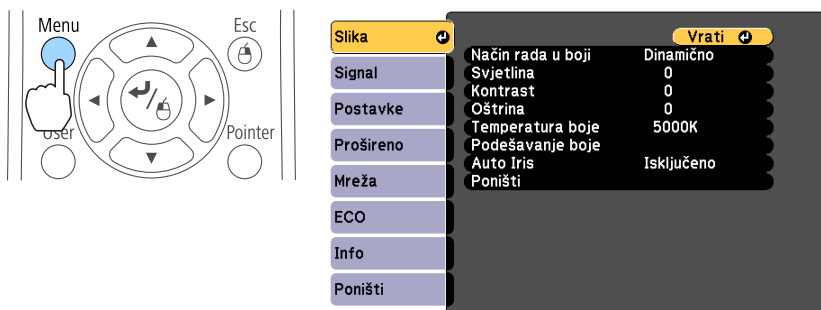 Menu
Esc
User
Pointer
Slika
Signal
Postavke
Prošireno
Mreža
ECO
Info
Poništi
Vrati
Način rada u boji Dinamično
Svjetlina 0
Kontrast 0
Oštrina 0
Temperatura boje 5000K
Podešavanje boje
Auto Iris Isključeno
Poništi